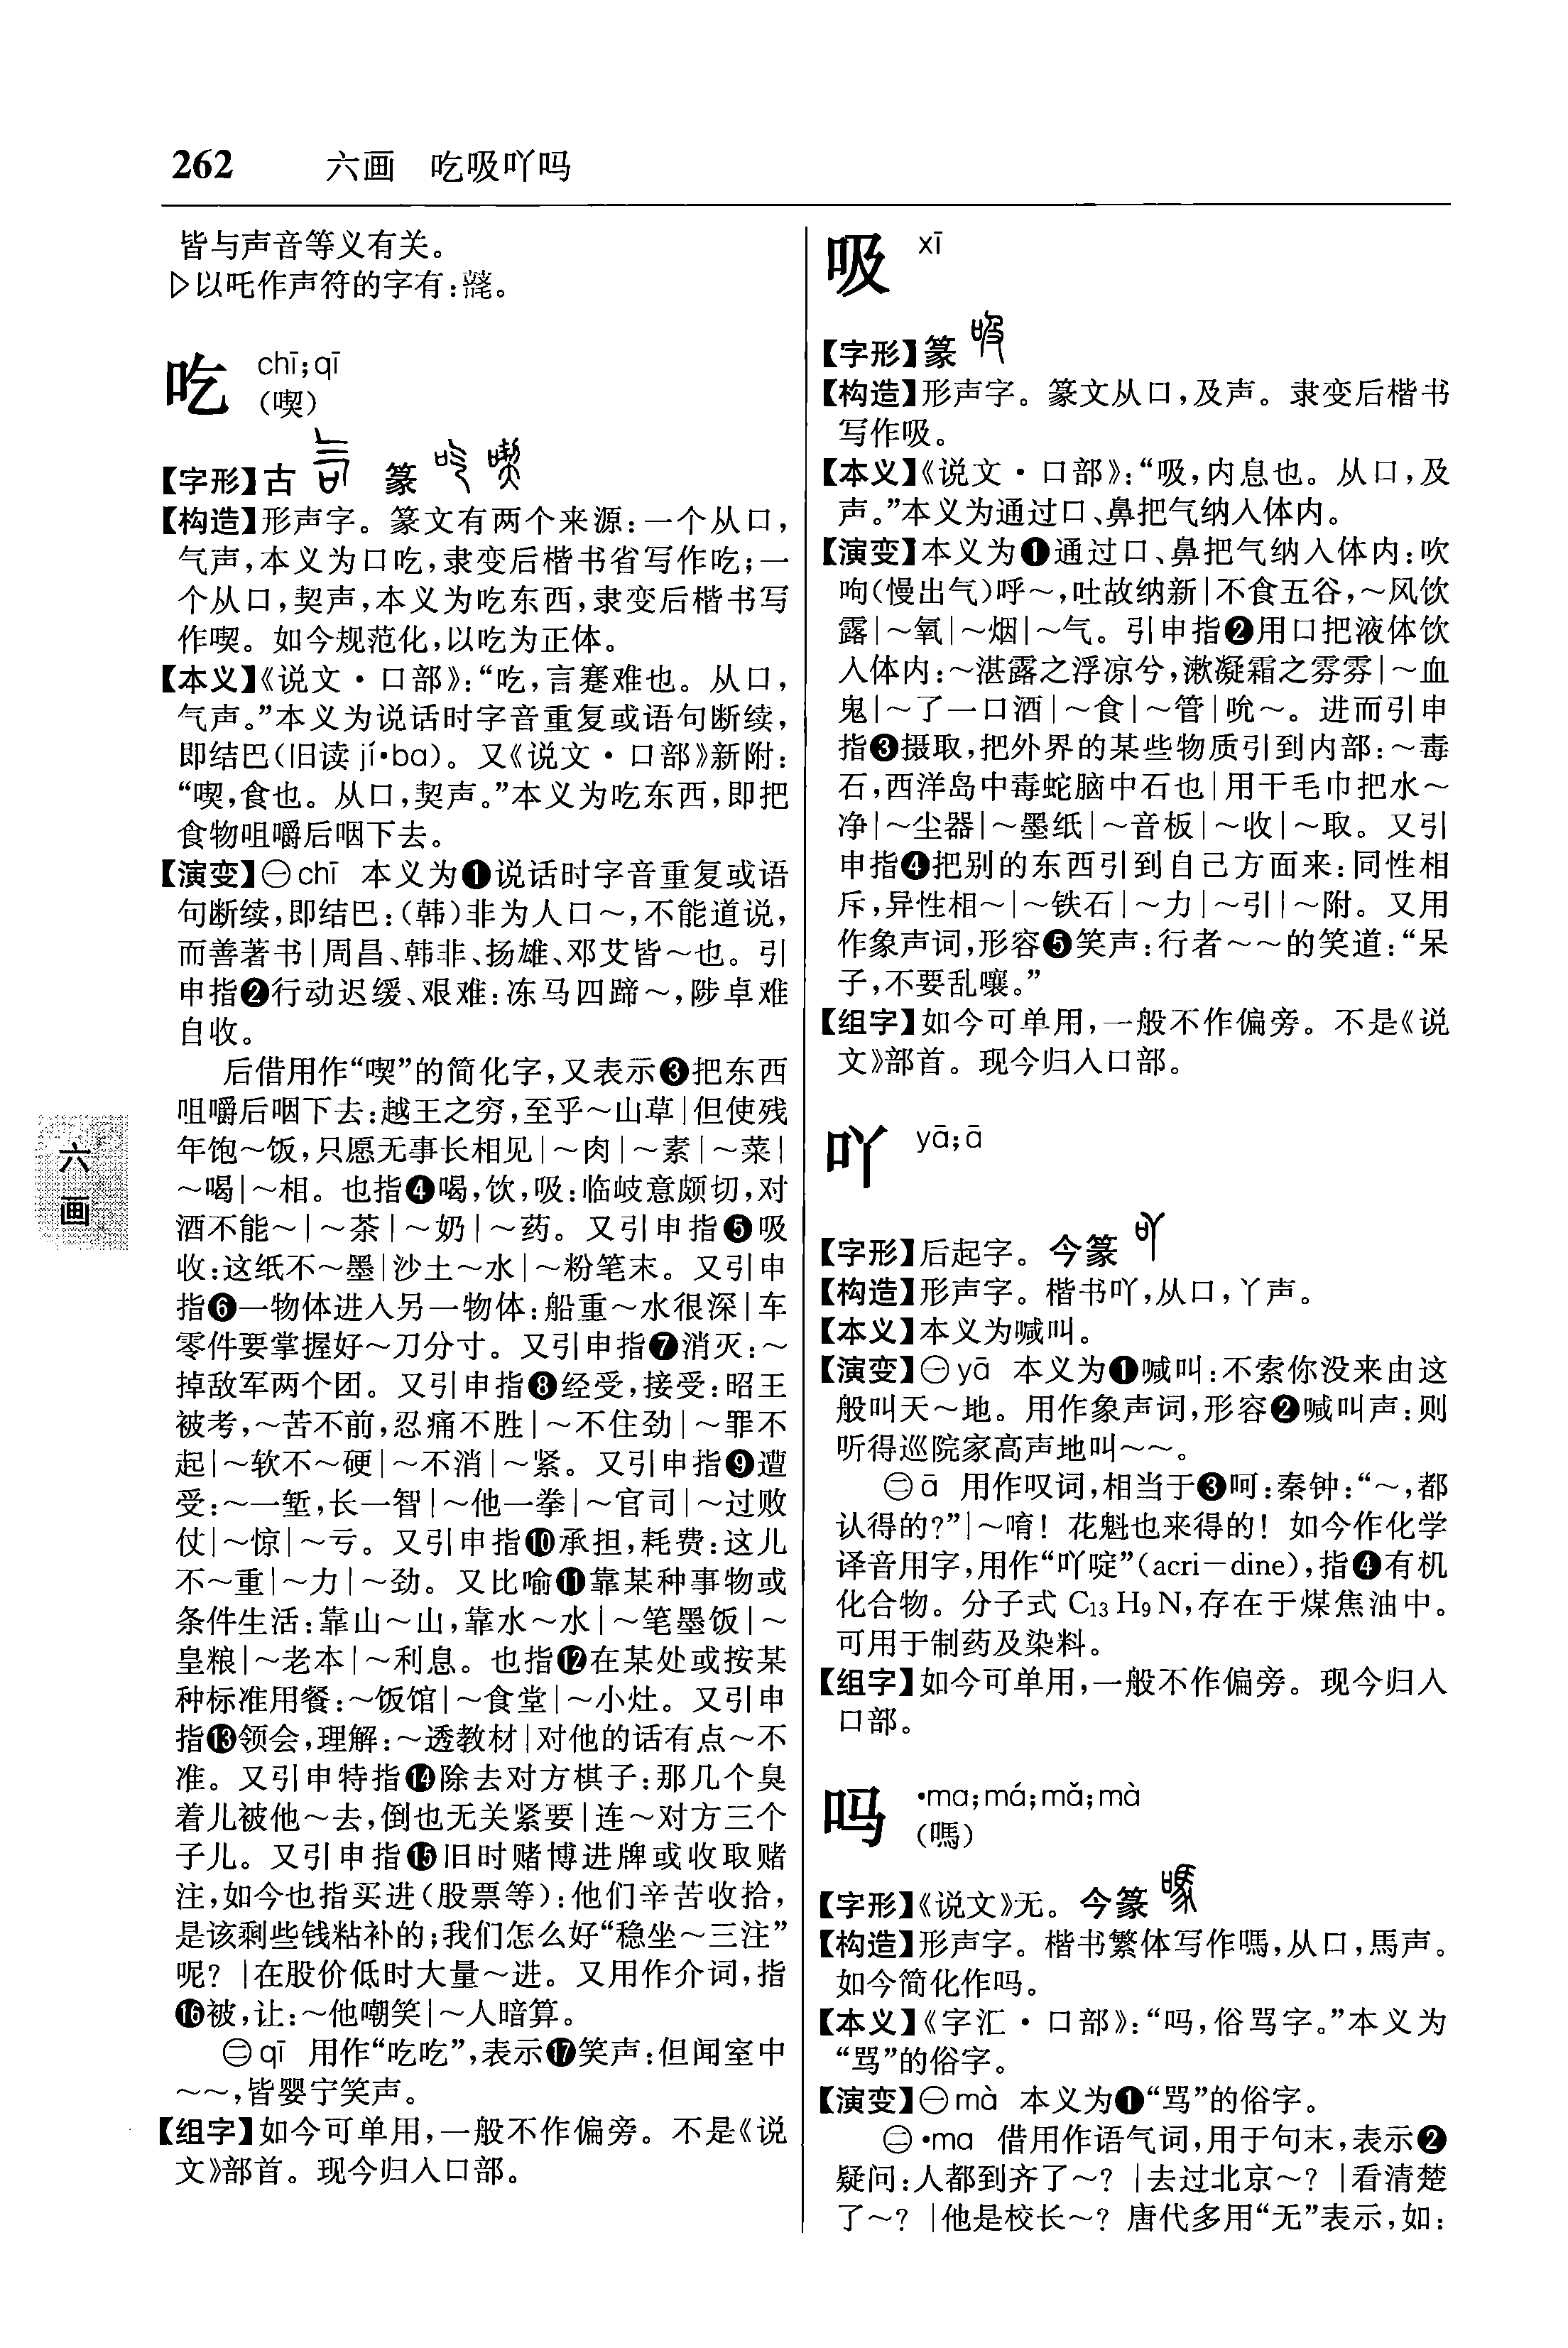 262 六画 吃吸吖吗
皆与声音等义有关。
▷以吒作声符的字有：。
吃 chī；qī
（喫）
【字形】古 篆
【构造】形声字。篆文有两个来源：一个从口，
气声，本义为口吃，隶变后楷书省写作吃；一
个从口，契声，本义为吃东西，隶变后楷书写
作喫。如今规范化，以吃为正体。
【本义】《说文·口部》：“吃，言蹇难也。从口，
气声。”本义为说话时字音重复或语句断续，
即结巴（旧读 jí·ba）。又《说文·口部》新附：
“喫，食也。从口，契声。”本义为吃东西，即把
食物咀嚼后咽下去。
【演变】㊀chī 本义为❶说话时字音重复或语
句断续，即结巴：（韩）非为人口～，不能道说，
而善著书|周昌、韩非、扬雄、邓艾皆～也。引
申指❷行动迟缓、艰难：冻马四蹄～，陟卓难
自收。
后借用作“喫”的简化字，又表示❸把东西
咀嚼后咽下去：越王之穷，至乎～山草|但使残
年饱～饭，只愿无事长相见|～肉|～素|～菜|
～喝|～相。也指❹喝，饮，吸：临岐意颇切，对
酒不能～|～茶|～奶|～药。又引申指❺吸
收：这纸不～墨|沙土～水|～粉笔末。又引申
指❻一物体进入另一物体：船重～水很深|车
零件要掌握好～刀分寸。又引申指❼消灭：～
掉敌军两个团。又引申指❽经受，接受：昭王
被考，～苦不前，忍痛不胜|～不住劲|～罪不
起|～软不～硬|～不消|～紧。又引申指❾遭
受：～一堑，长一智|～他一拳|～官司|～过败
仗|～惊|～亏。又引申指❿承担，耗费：这儿
不～重|～力|～劲。又比喻⓫靠某种事物或
条件生活：靠山～山，靠水～水|～笔墨饭|～
皇粮|～老本|～利息。也指⓬在某处或按某
种标准用餐：～饭馆|～食堂|～小灶。又引申
指⓭领会，理解：～透教材|对他的话有点～不
准。又引申特指⓮除去对方棋子：那几个臭
着儿被他～去，倒也无关紧要|连～对方三个
子儿。又引申指⓯旧时赌博进牌或收取赌
注，如今也指买进（股票等）：他们辛苦收拾，
是该剩些钱粘补的；我们怎么好“稳坐～三注”
呢？|在股价低时大量～进。又用作介词，指
⓰被，让：～他嘲笑|～人暗算。
㊁qī 用作“吃吃”，表示⓱笑声：但闻室中
～～，皆婴宁笑声。
【组字】如今可单用，一般不作偏旁。不是《说
文》部首。现今归入口部。
吸 xī
【字形】篆
【构造】形声字。篆文从口，及声。隶变后楷书
写作吸。
【本义】《说文·口部》：“吸，内息也。从口，及
声。”本义为通过口、鼻把气纳入体内。
【演变】本义为❶通过口、鼻把气纳入体内：吹
呴（慢出气）呼～，吐故纳新|不食五谷，～风饮
露|～氧|～烟|～气。引申指❷用口把液体饮
入体内：～湛露之浮凉兮，漱凝霜之雰雰|～血
鬼|～了一口酒|～食|～管|吮～。进而引申
指❸摄取，把外界的某些物质引到内部：～毒
石，西洋岛中毒蛇脑中石也|用干毛巾把水～
净|～尘器|～墨纸|～音板|～收|～取。又引
申指❹把别的东西引到自己方面来：同性相
斥，异性相～|～铁石|～力|～引|～附。又用
作象声词，形容❺笑声：行者～～的笑道：“呆
子，不要乱嚷。”
【组字】如今可单用，一般不作偏旁。不是《说
文》部首。现今归入口部。
吖 yā；ā
【字形】后起字。今篆
【构造】形声字。楷书吖，从口，丫声。
【本义】本义为喊叫。
【演变】㊀yā 本义为❶喊叫：不索你没来由这
般叫天～地。用作象声词，形容❷喊叫声：则
听得巡院家高声地叫～～。
㊁ā 用作叹词，相当于❸呵：秦钟：“～，都
认得的？”|～唷！花魁也来得的！如今作化学
译音用字，用作“吖啶”（acri－dine），指❹有机
化合物。分子式 C₁₃H₉N，存在于煤焦油中。
可用于制药及染料。
【组字】如今可单用，一般不作偏旁。现今归入
口部。
吗 ·ma；má；mǎ；mà
（嗎）
【字形】《说文》无。今篆
【构造】形声字。楷书繁体写作嗎，从口，馬声。
如今简化作吗。
【本义】《字汇·口部》：“吗，俗骂字。”本义为
“骂”的俗字。
【演变】㊀mà 本义为❶“骂”的俗字。
㊁·ma 借用作语气词，用于句末，表示❷
疑问：人都到齐了～？|去过北京～？|看清楚
了～？|他是校长～？唐代多用“无”表示，如：
六
画